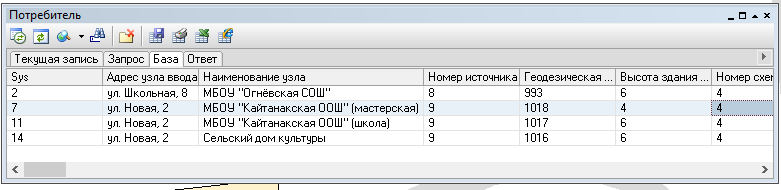 Потребитель
Текущая запись Запрос База Ответ
Sys Адрес узла ввода Наименование узла Номер источника Геодезическая ... Высота здания ... Номер схем
2 ул. Школьная, 8 МБОУ "Огнёвская СОШ" 8 993 6 4
7 ул. Новая, 2 МБОУ "Кайтанакская ООШ" (мастерская) 9 1018 4 4
11 ул. Новая, 2 МБОУ "Кайтанакская ООШ" (школа) 9 1017 6 4
14 ул. Новая, 2 Сельский дом культуры 9 1016 6 4